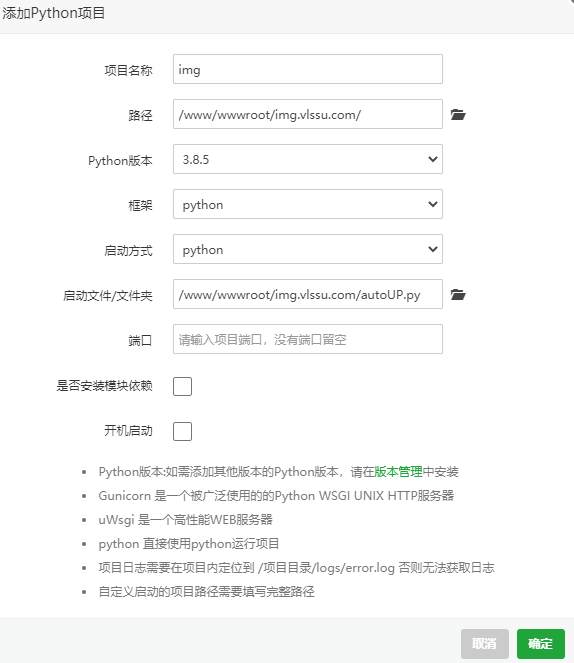 添加Python项目
项目名称 img
路径 /www/wwwroot/img.vlssu.com/
Python版本 3.8.5
框架 python
启动方式 python
启动文件/文件夹 /www/wwwroot/img.vlssu.com/autoUP.py
端口 请输入项目端口，没有端口留空
是否安装模块依赖
开机启动
Python版本:如需添加其他版本的Python版本，请在版本管理中安装
Gunicorn 是一个被广泛使用的的Python WSGI UNIX HTTP服务器
uWsgi 是一个高性能WEB服务器
python 直接使用python运行项目
项目日志需要在项目内定位到 /项目目录/logs/error.log 否则无法获取日志
自定义启动的项目路径需要填写完整路径
取消 确定